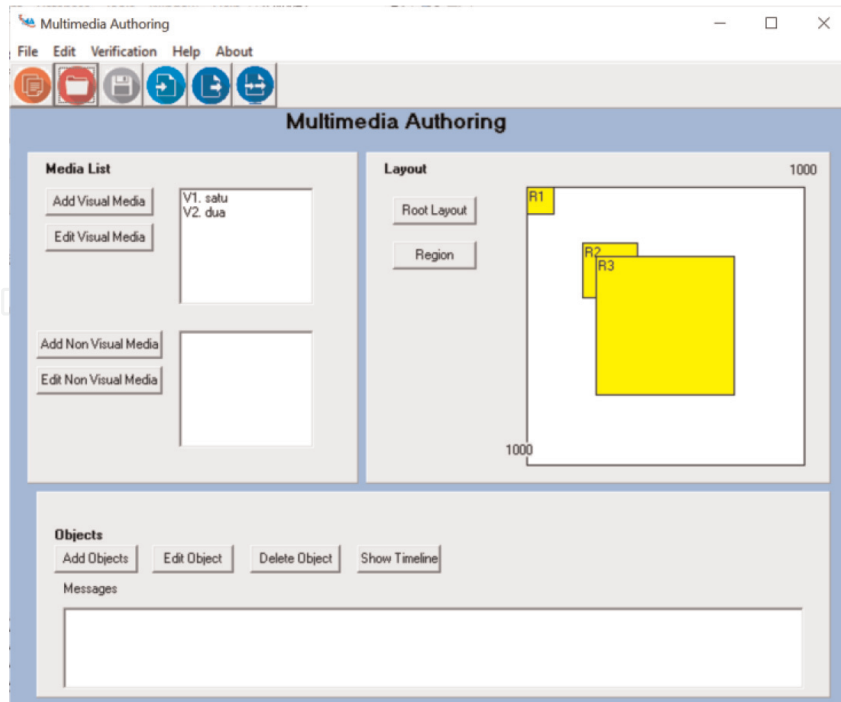 Multimedia Authoring
File Edit Verification Help About
Multimedia Authoring
Media List
Add Visual Media
Edit Visual Media
V1. satu
V2. dua
Add Non Visual Media
Edit Non Visual Media
Layout
1000
Root Layout
Region
R1
R2
R3
1000
Objects
Add Objects Edit Object Delete Object Show Timeline
Messages